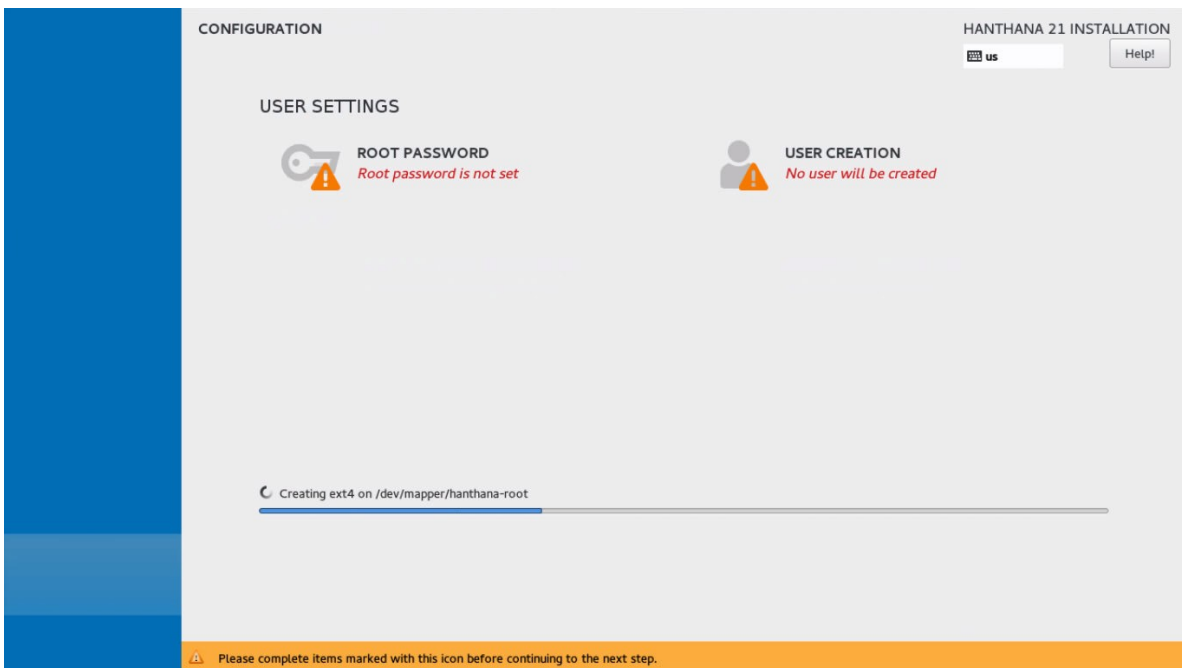 CONFIGURATION
HANTHANA 21 INSTALLATION
us
Help!
USER SETTINGS
ROOT PASSWORD
Root password is not set
USER CREATION
No user will be created
Creating ext4 on /dev/mapper/hanthana-root
Please complete items marked with this icon before continuing to the next step.